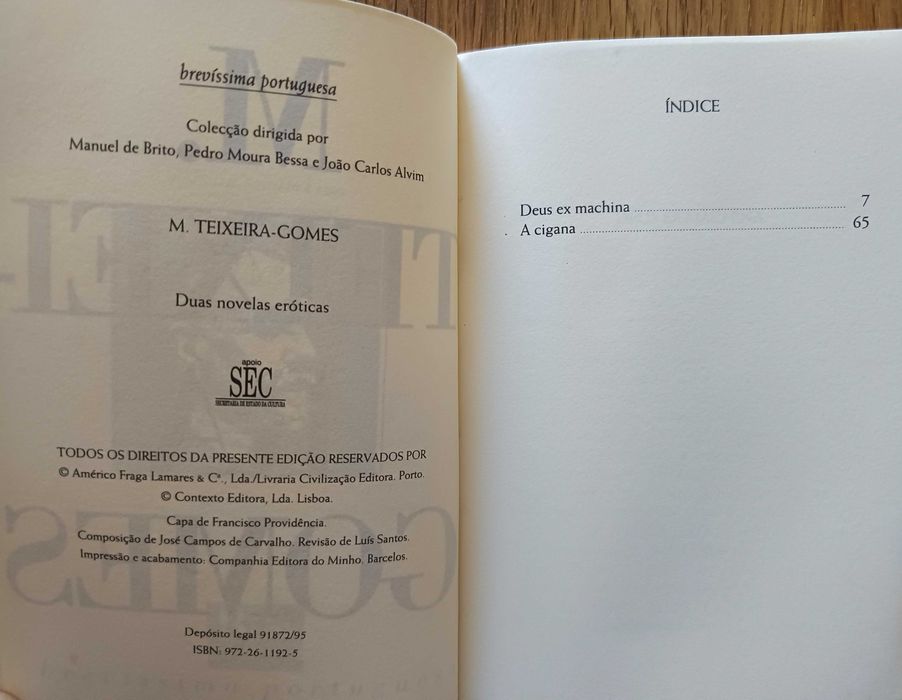 brevíssima portuguesa
Colecção dirigida por
Manuel de Brito, Pedro Moura Bessa e João Carlos Alvim
M. TEIXEIRA-GOMES
Duas novelas eróticas
apoio
SEC
SECRETARIA DE ESTADO DA CULTURA
TODOS OS DIREITOS DA PRESENTE EDIÇÃO RESERVADOS POR
© Américo Fraga Lamares & Cª., Lda./Livraria Civilização Editora. Porto.
© Contexto Editora, Lda. Lisboa.
Capa de Francisco Providência.
Composição de José Campos de Carvalho. Revisão de Luís Santos.
Impressão e acabamento: Companhia Editora do Minho. Barcelos.
Depósito legal 91872/95
ISBN: 972-26-1192-5
ÍNDICE
Deus ex machina 7
A cigana 65